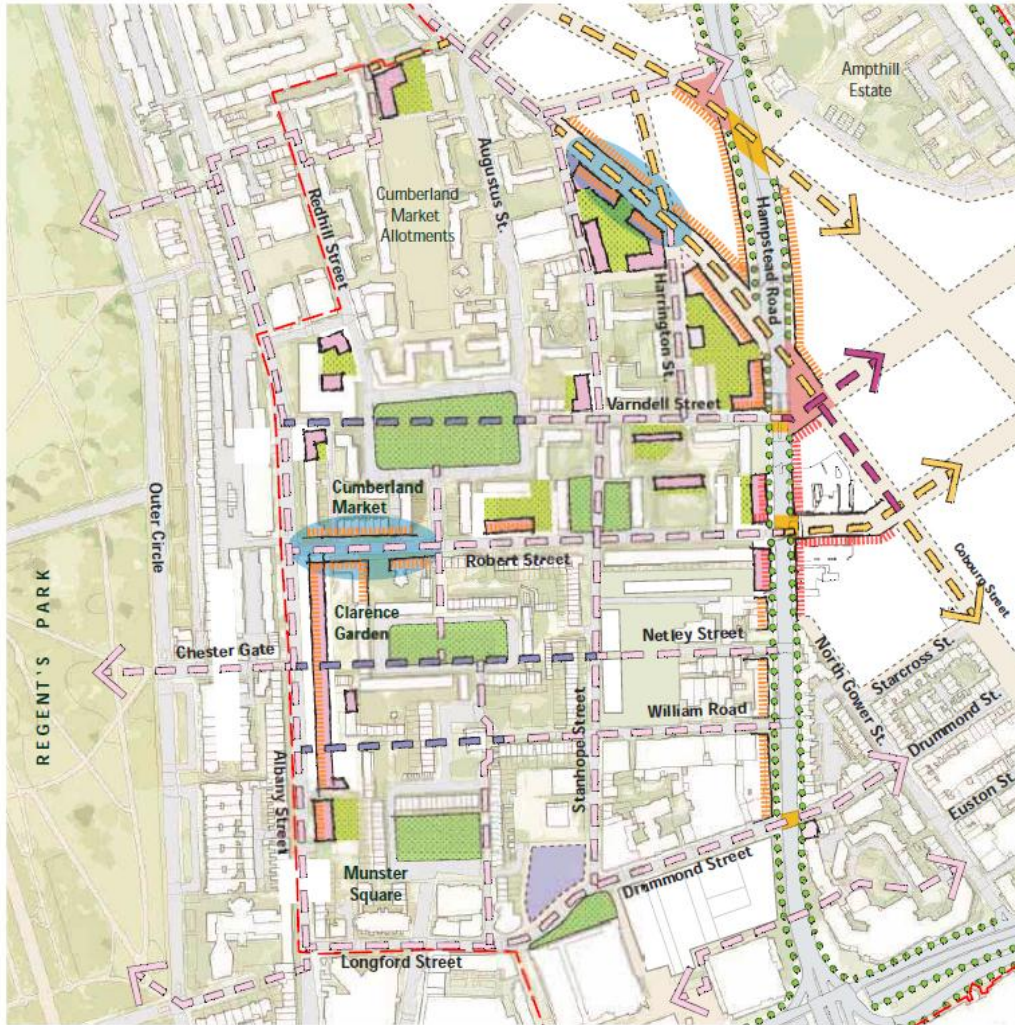 Ampthill
Estate
Augustus St.
Cumberland
Market
Allotments
Redhill Street
Hampstead Road
Harrington St.
Varndell Street
Outer Circle
Cumberland
Market
Robert Street
Cobourg Street
Clarence
Garden
Netley Street
Chester Gate
REGENT'S PARK
North Gower St.
Starcross St.
William Road
Drummond St.
Albany Street
Stanhope Street
Euston St.
Drummond Street
Munster
Square
Longford Street